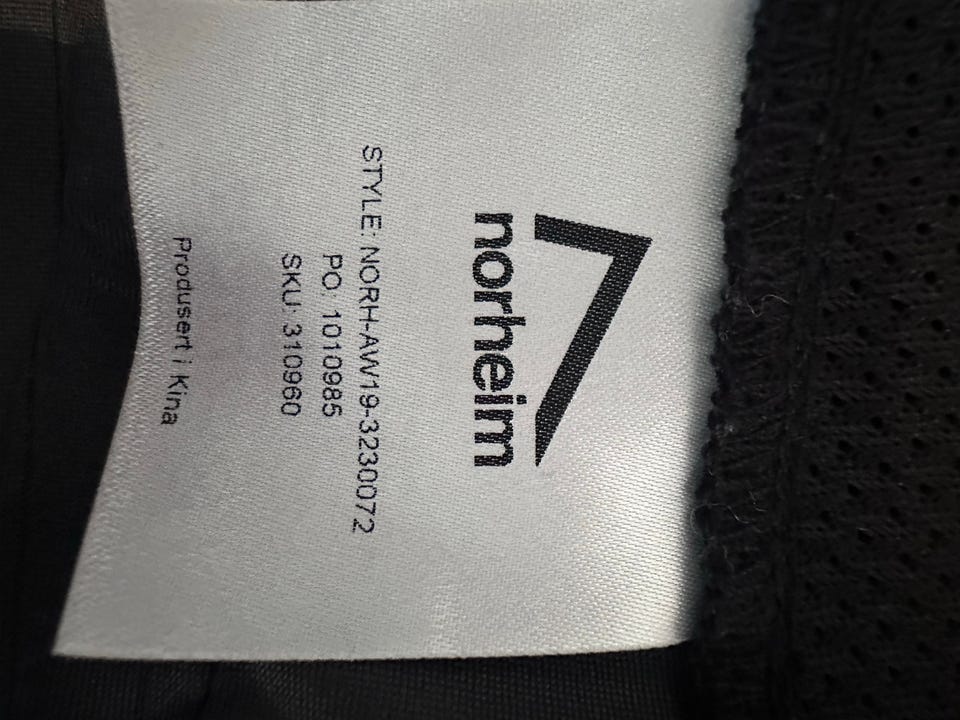 norheim
STYLE: NORH-AW19-3230072
PO: 1010985
SKU: 310960
Produsert i Kina